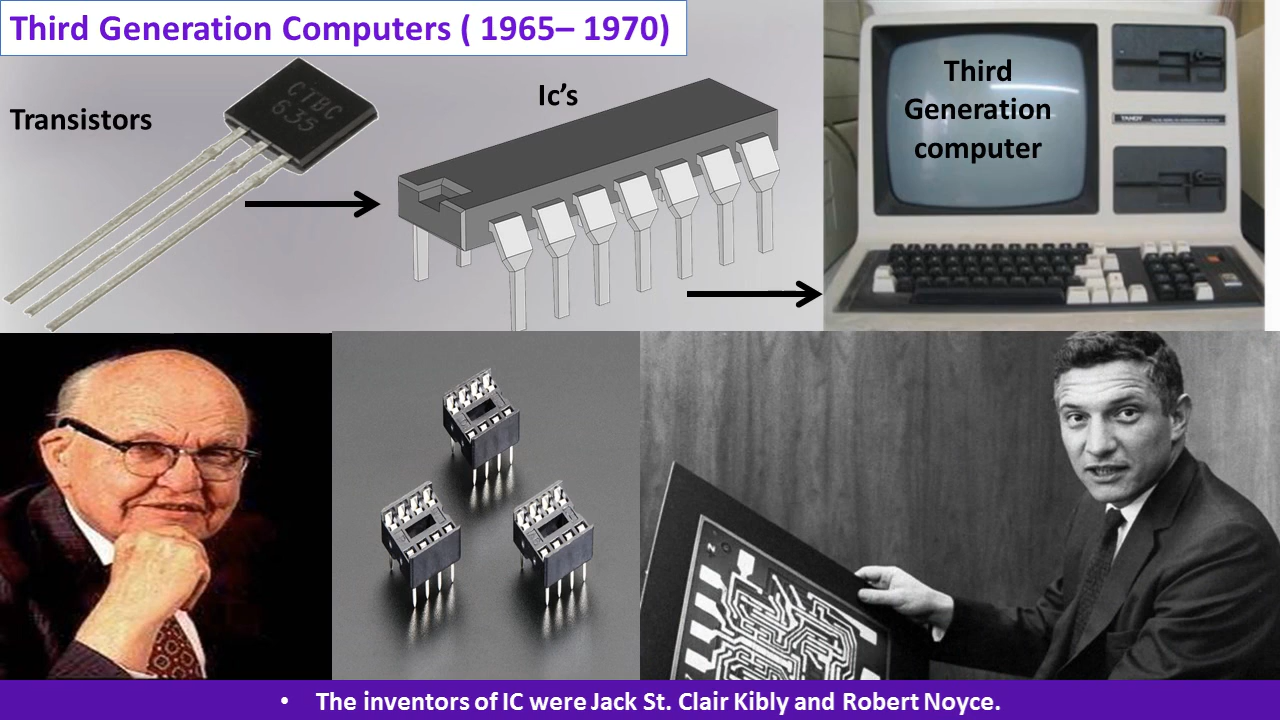 Third Generation Computers ( 1965– 1970)
Transistors
CTBC
635
Ic’s
Third
Generation
computer
TANDY
• The inventors of IC were Jack St. Clair Kibly and Robert Noyce.